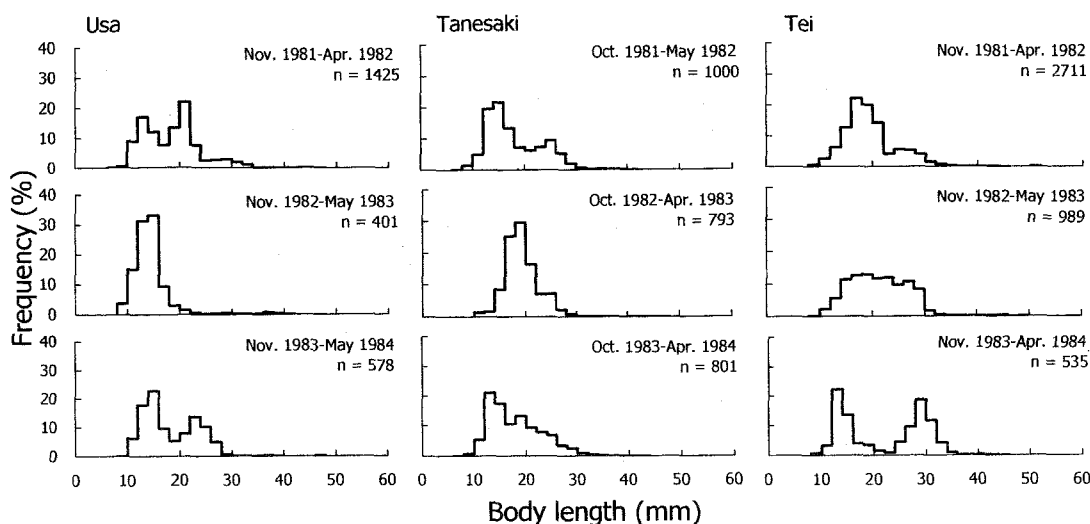 Usa
Tanesaki
Tei
Nov. 1981-Apr. 1982
n = 1425
Oct. 1981-May 1982
n = 1000
Nov. 1981-Apr. 1982
n = 2711
40
30
20
10
0
Nov. 1982-May 1983
n = 401
Oct. 1982-Apr. 1983
n = 793
Nov. 1982-May 1983
n = 989
40
30
20
10
0
Nov. 1983-May 1984
n = 578
Oct. 1983-Apr. 1984
n = 801
Nov. 1983-Apr. 1984
n = 535
40
30
20
10
0
Frequency (%)
0 10 20 30 40 50 60
0 10 20 30 40 50 60
0 10 20 30 40 50 60
Body length (mm)